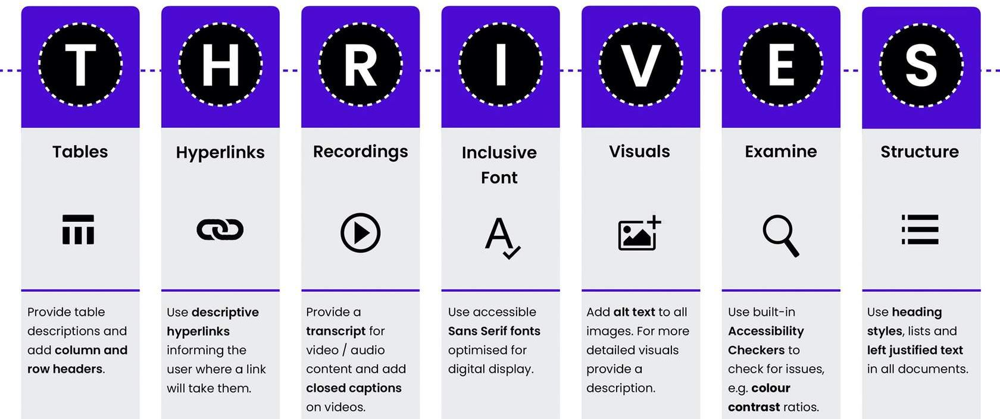 T
Tables
Provide table
descriptions and
add column and
row headers.
H
Hyperlinks
Use descriptive
hyperlinks
informing the
user where a link
will take them.
R
Recordings
Provide a
transcript for
video / audio
content and add
closed captions
on videos.
I
Inclusive
Font
Use accessible
Sans Serif fonts
optimised for
digital display.
V
Visuals
Add alt text to all
images. For more
detailed visuals
provide a
description.
E
Examine
Use built-in
Accessibility
Checkers to
check for issues,
e.g. colour
contrast ratios.
S
Structure
Use heading
styles, lists and
left justified text
in all documents.